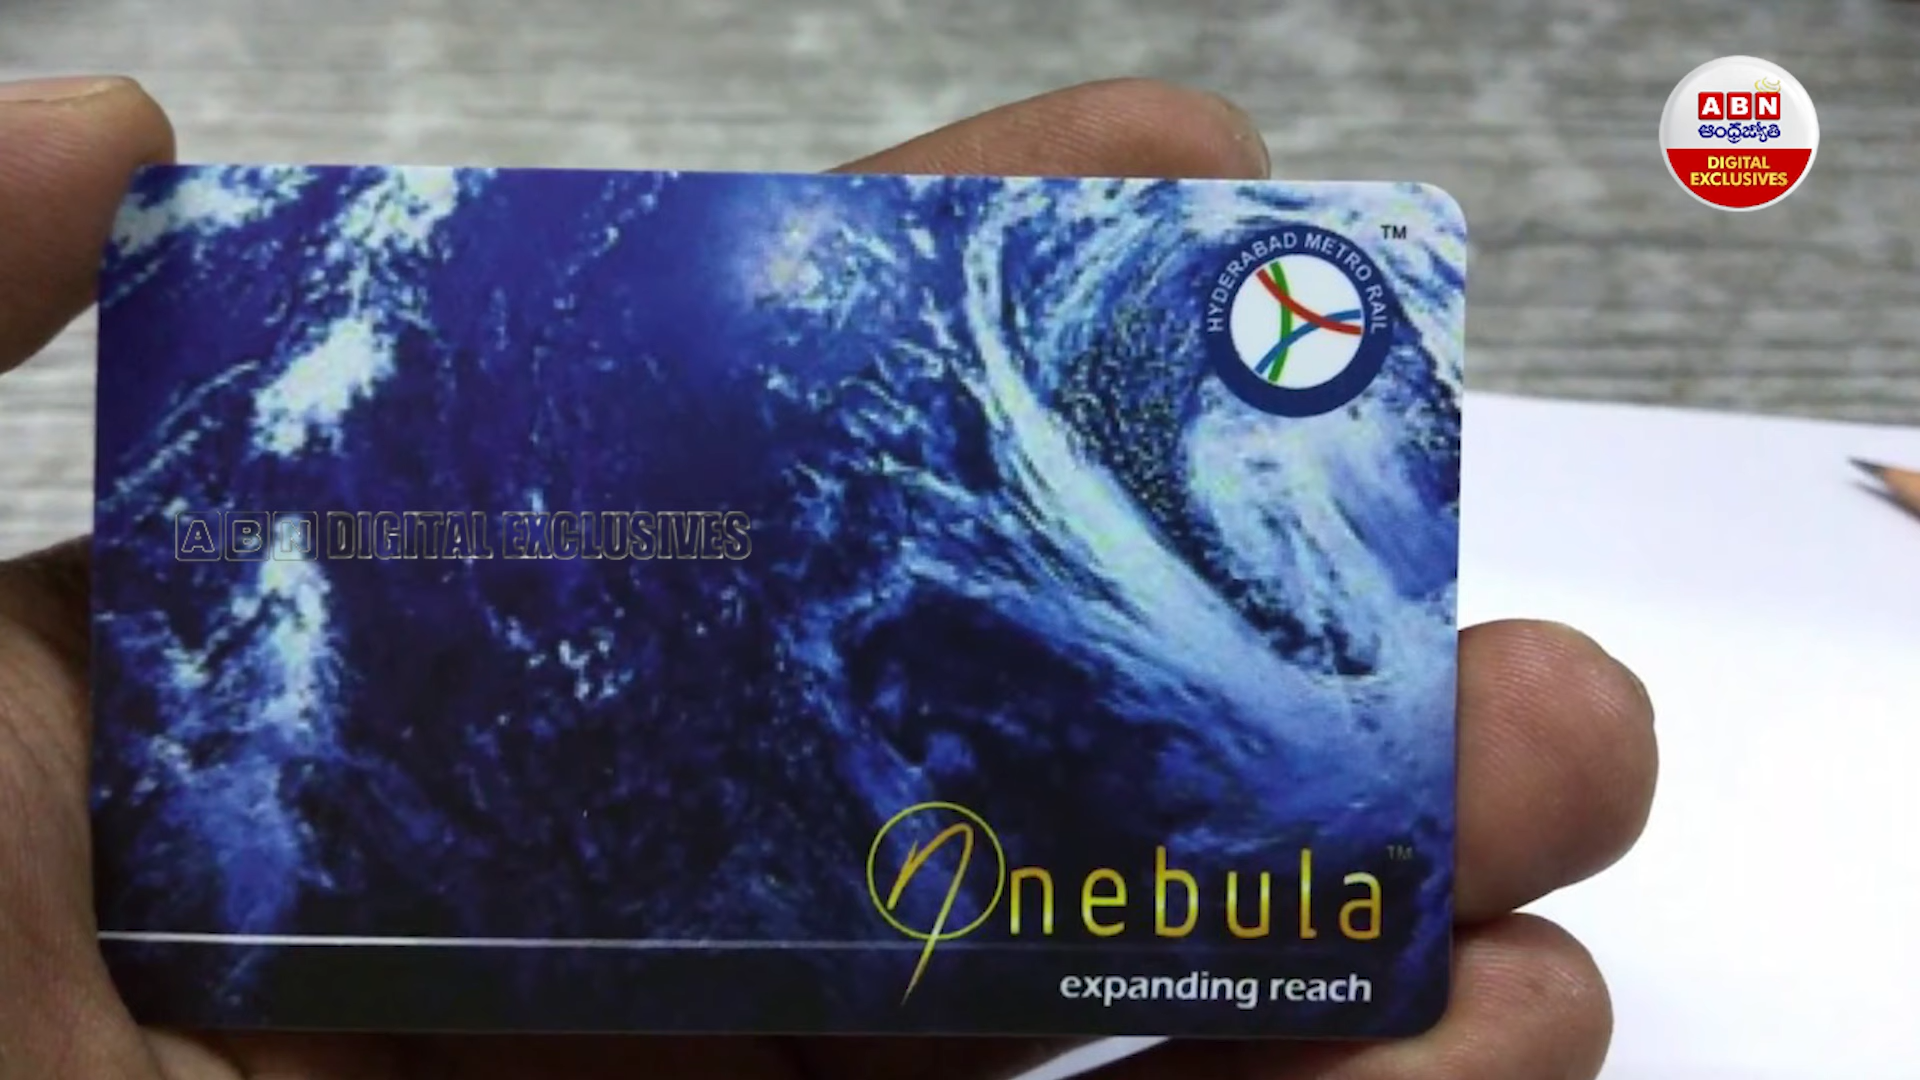 ABN
ఆంధ్రజ్యోతి
DIGITAL
EXCLUSIVES
TM
HYDERABAD METRO RAIL
ABN DIGITAL EXCLUSIVES
nebula TM
expanding reach